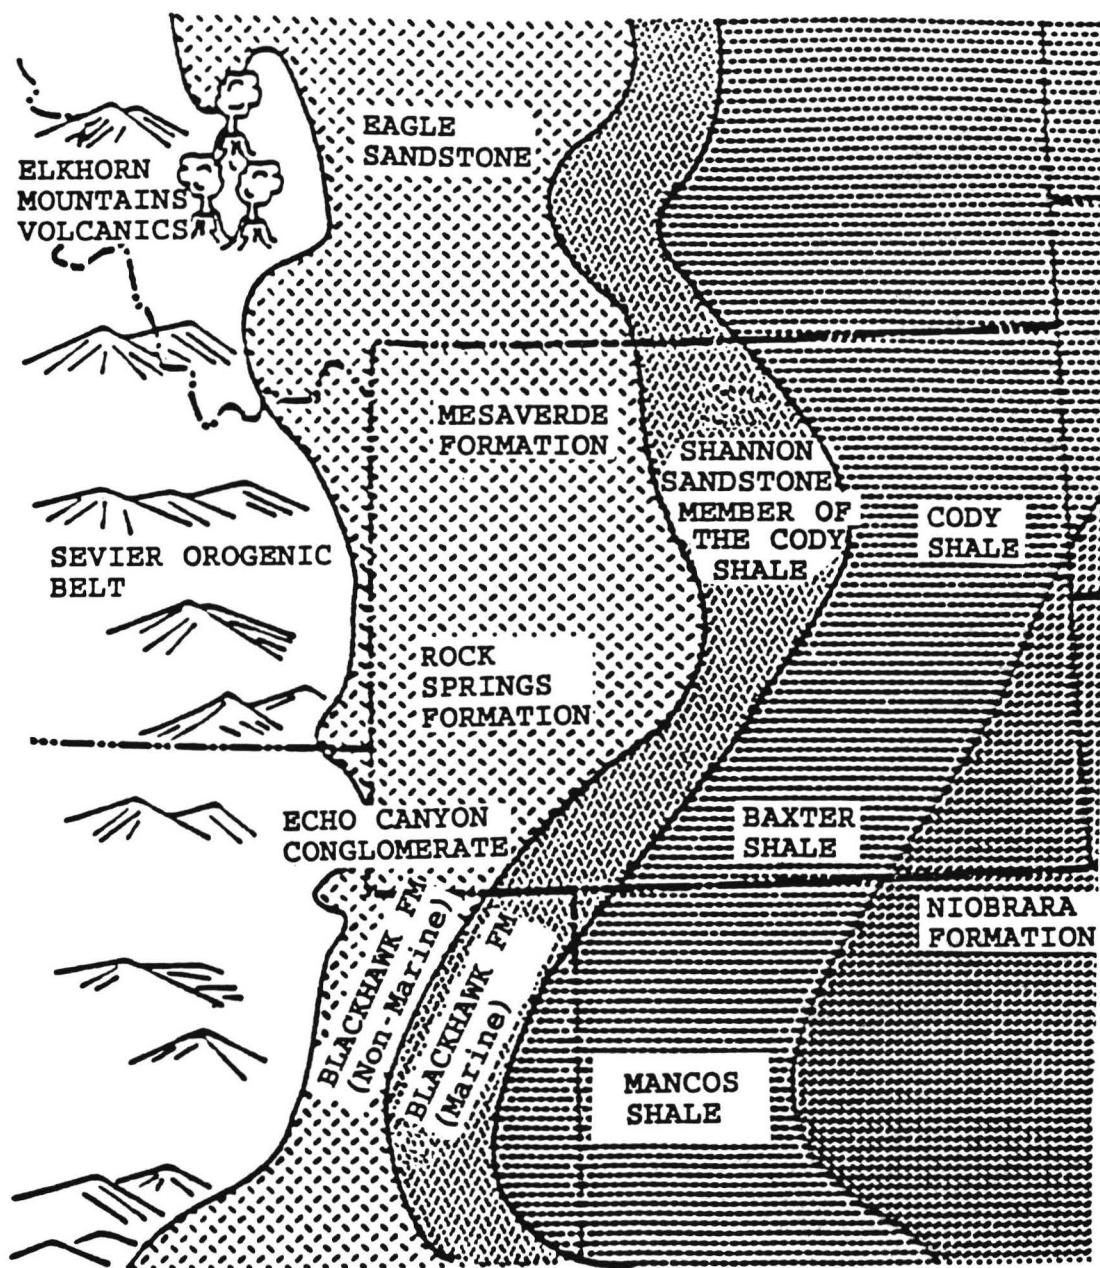 EAGLE
SANDSTONE
ELKHORN
MOUNTAINS
VOLCANICS
MESAVERDE
FORMATION
SHANNON
SANDSTONE
MEMBER OF
THE CODY
SHALE
CODY
SHALE
SEVIER OROGENIC
BELT
ROCK
SPRINGS
FORMATION
ECHO CANYON
CONGLOMERATE
BAXTER
SHALE
BLACKHAWK FM
(Non-Marine)
BLACKHAWK FM
(Marine)
NIOBRARA
FORMATION
MANCOS
SHALE